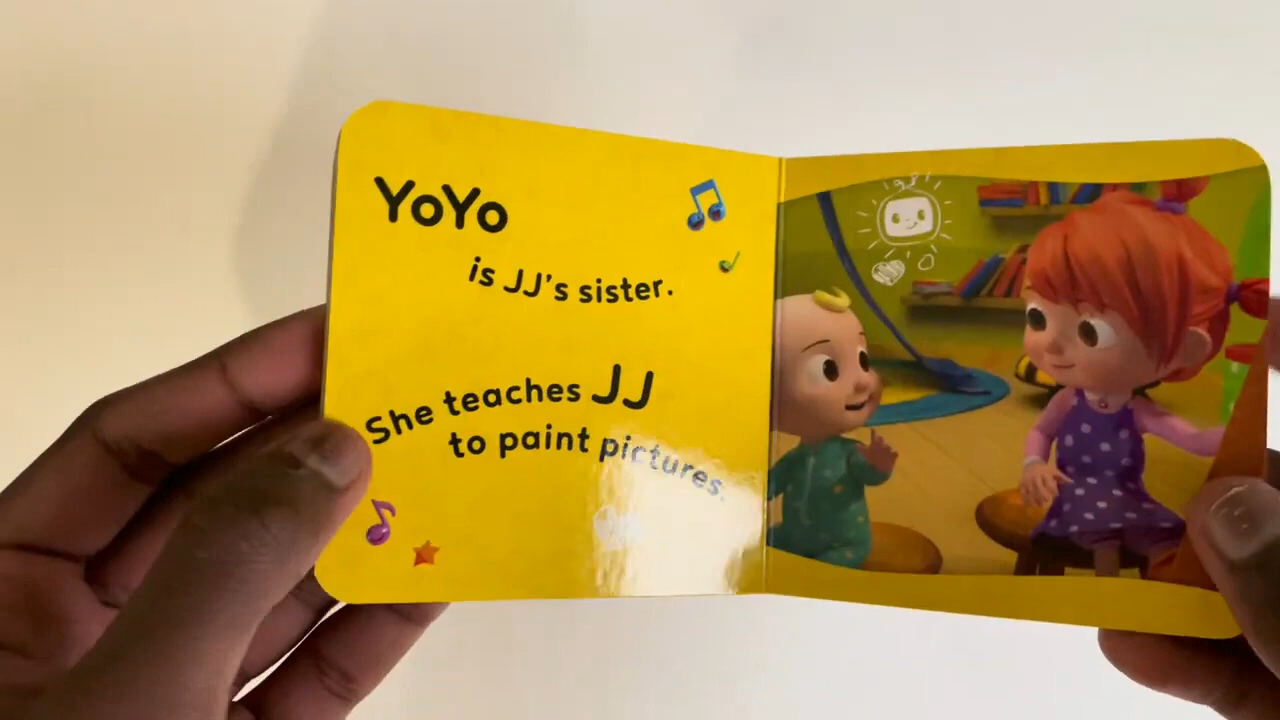 YoYo
is JJ's sister.
She teaches JJ
to paint pictures.